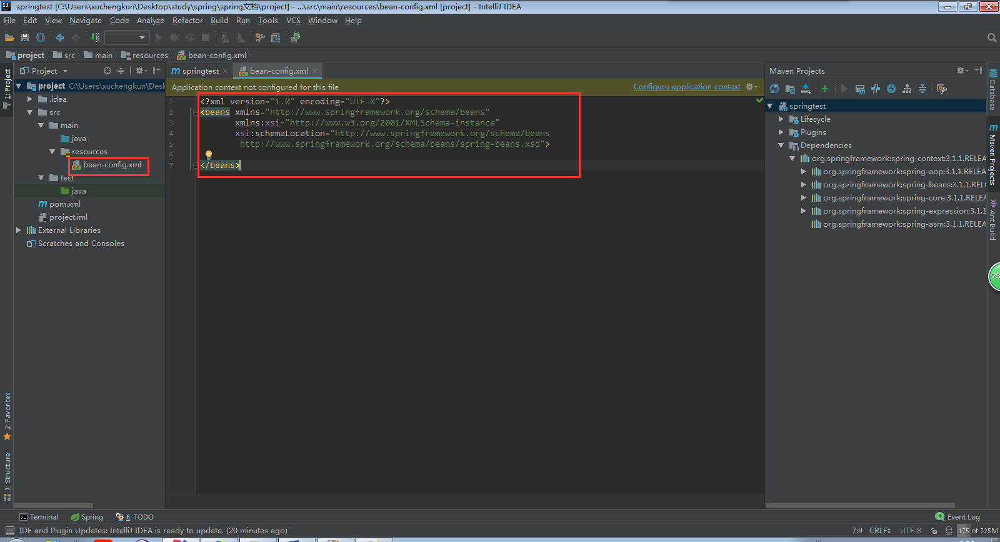 springtest [C:\Users\xuchengkun\Desktop\study\spring\spring文档\project] - ...\src\main\resources\bean-config.xml [project] - IntelliJ IDEA
File Edit View Navigate Code Analyze Refactor Build Run Tools VCS Window Help
project src main resources bean-config.xml
1: Project
Project
springtest
bean-config.xml
Maven Projects
project C:\Users\xuchengkun\Desk
.idea
src
main
java
resources
bean-config.xml
test
java
pom.xml
project.iml
External Libraries
Scratches and Consoles
Application context not configured for this file
Configure application context
1 <?xml version="1.0" encoding="UTF-8"?>
2 <beans xmlns="http://www.springframework.org/schema/beans"
3 xmlns:xsi="http://www.w3.org/2001/XMLSchema-instance"
4 xsi:schemaLocation="http://www.springframework.org/schema/beans
5 http://www.springframework.org/schema/beans/spring-beans.xsd">
6
7 </beans>
springtest
Lifecycle
Plugins
Dependencies
org.springframework:spring-context:3.1.1.RELEA
org.springframework:spring-aop:3.1.1.RELEA
org.springframework:spring-beans:3.1.1.RELE
org.springframework:spring-core:3.1.1.RELEA
org.springframework:spring-expression:3.1.1
org.springframework:spring-asm:3.1.1.RELEA
Database
Maven Projects
Ant Build
73
2: Favorites
7: Structure
Terminal Spring 6: TODO
1 Event Log
IDE and Plugin Updates: IntelliJ IDEA is ready to update. (20 minutes ago)
7:9 CRLF UTF-8 175 of 725M